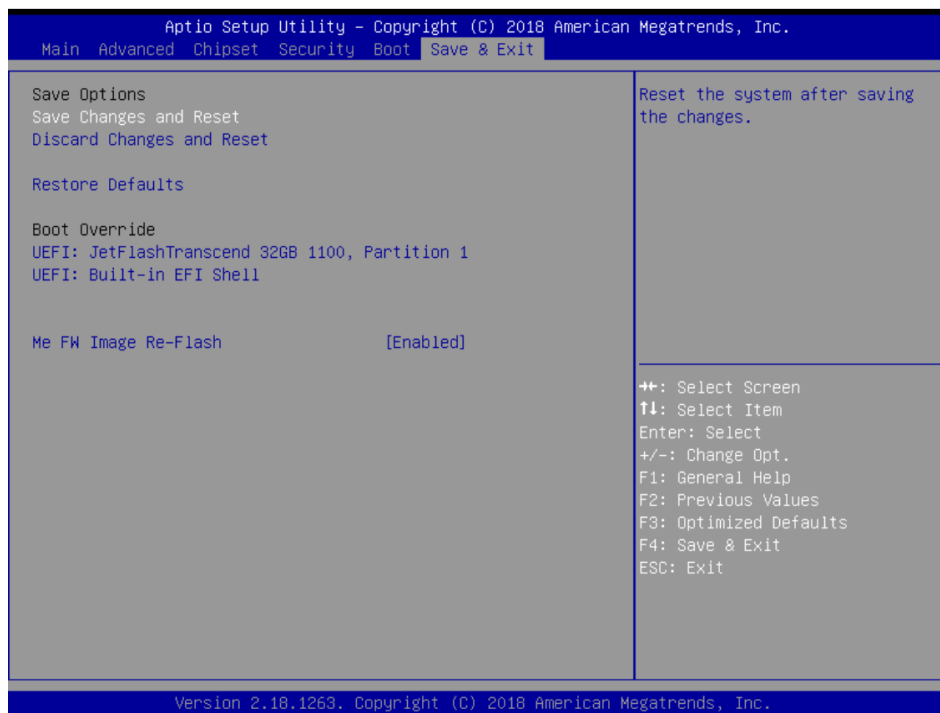 Aptio Setup Utility – Copyright (C) 2018 American Megatrends, Inc.
Main Advanced Chipset Security Boot Save & Exit
Save Options
Save Changes and Reset
Discard Changes and Reset
Restore Defaults
Boot Override
UEFI: JetFlashTranscend 32GB 1100, Partition 1
UEFI: Built-in EFI Shell
Me FW Image Re-Flash [Enabled]
Reset the system after saving
the changes.
→←: Select Screen
↑↓: Select Item
Enter: Select
+/-: Change Opt.
F1: General Help
F2: Previous Values
F3: Optimized Defaults
F4: Save & Exit
ESC: Exit
Version 2.18.1263. Copyright (C) 2018 American Megatrends, Inc.